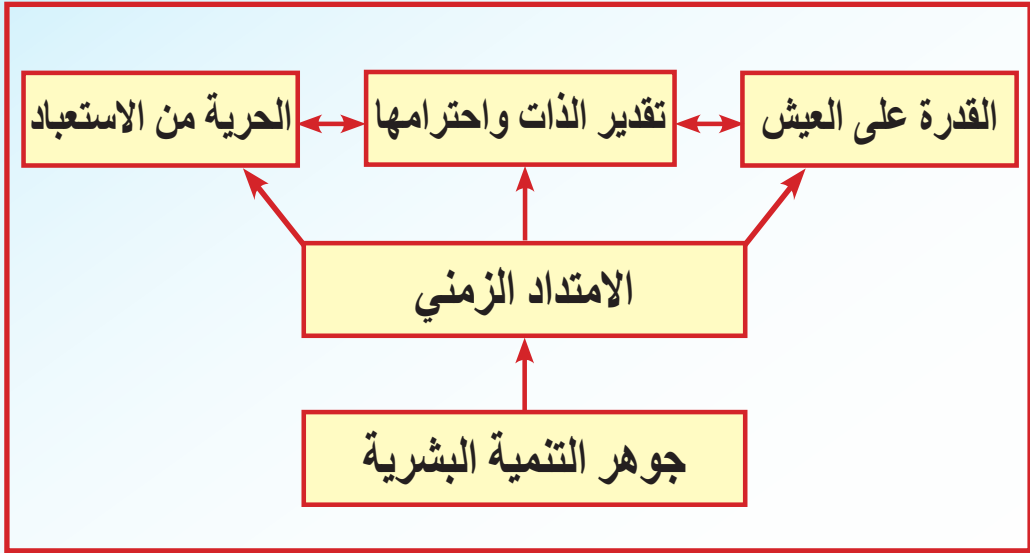 القدرة على العيش
تقدير الذات واحترامها
الحرية من الاستعباد
الامتداد الزمني
جوهر التنمية البشرية